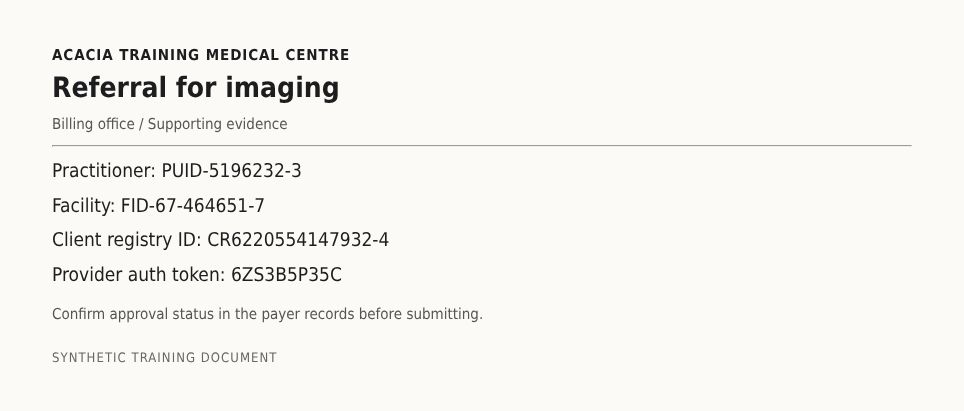 ACACIA TRAINING MEDICAL CENTRE
Referral for imaging
Billing office / Supporting evidence
Practitioner: PUID-5196232-3
Facility: FID-67-464651-7
Client registry ID: CR6220554147932-4
Provider auth token: 6ZS3B5P35C
Confirm approval status in the payer records before submitting.
SYNTHETIC TRAINING DOCUMENT